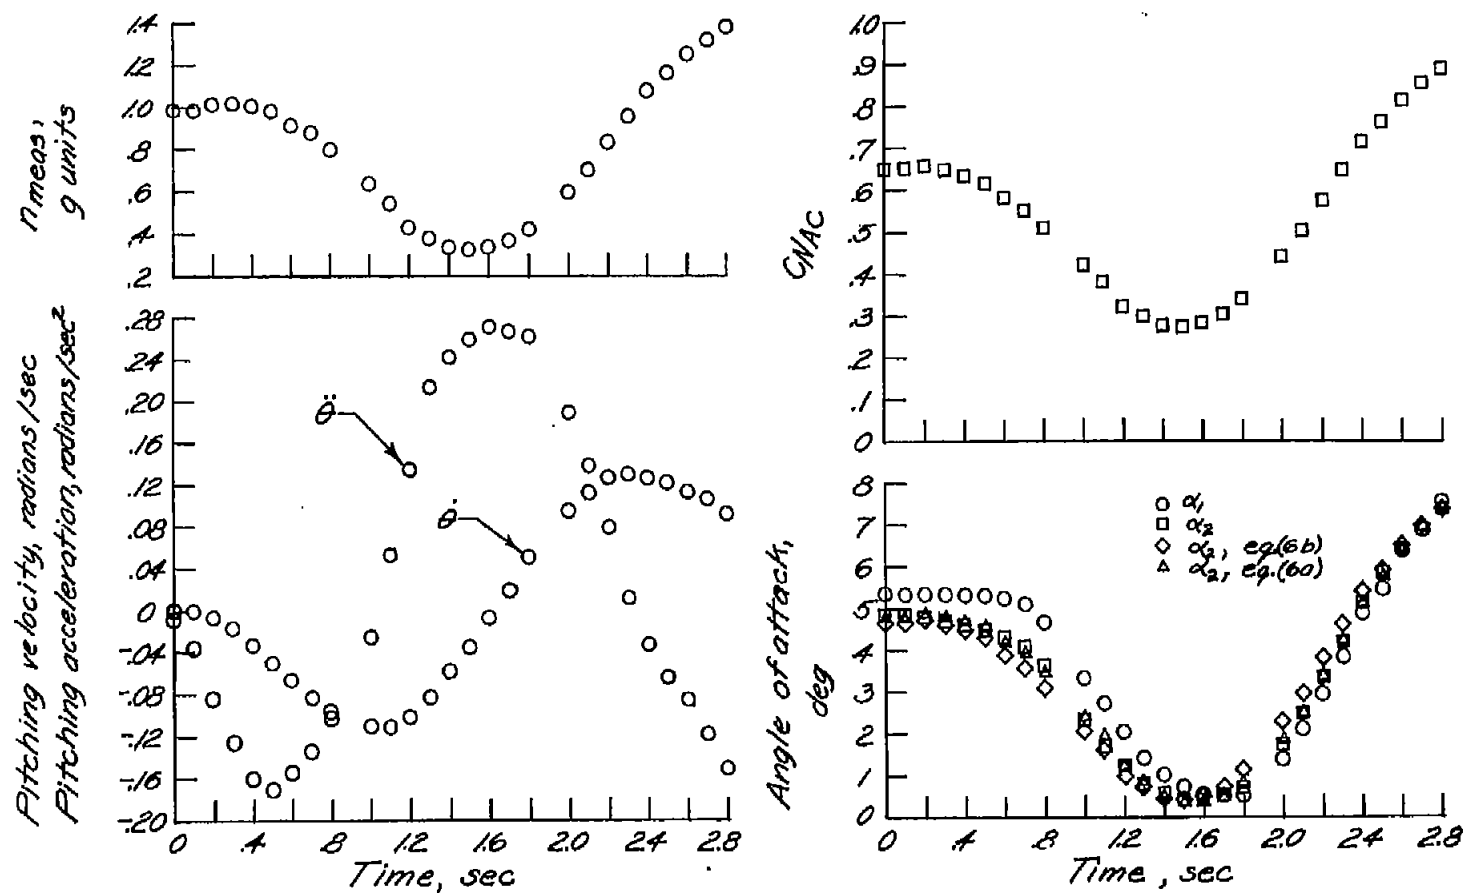 n meas,
g units
1.4
1.2
1.0
.8
.6
.4
.2
Pitching velocity, radians/sec
Pitching acceleration, radians/sec²
.28
.24
.20
.16
.12
.08
.04
0
-.04
-.08
-.12
-.16
-.20
θ̈
θ̇
0 .4 .8 1.2 1.6 2.0 2.4 2.8
Time, sec
CNAC
1.0
.9
.8
.7
.6
.5
.4
.3
.2
.1
0
Angle of attack,
deg
8
7
6
5
4
3
2
1
0
○ α1
□ α2
◇ α2, eq.(6b)
△ α2, eq.(6a)
0 .4 .8 1.2 1.6 2.0 2.4 2.8
Time, sec